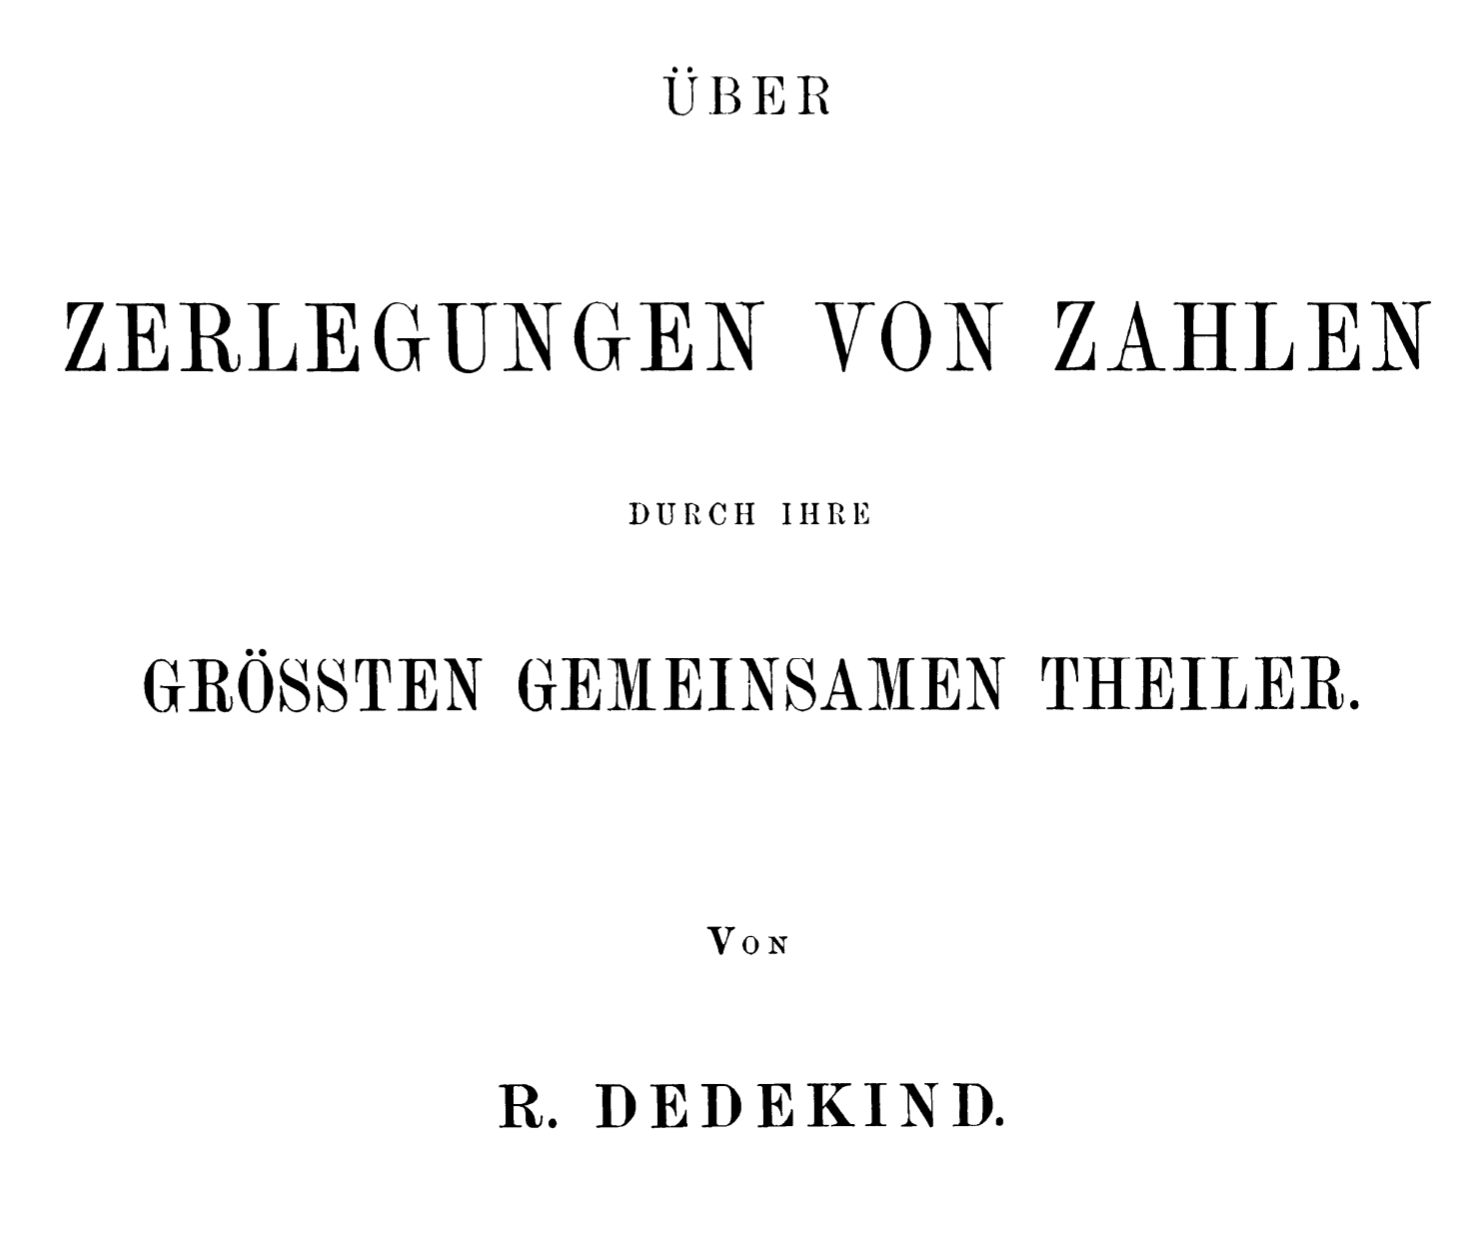 ÜBER
ZERLEGUNGEN VON ZAHLEN
DURCH IHRE
GRÖSSTEN GEMEINSAMEN THEILER.
VON
R. DEDEKIND.